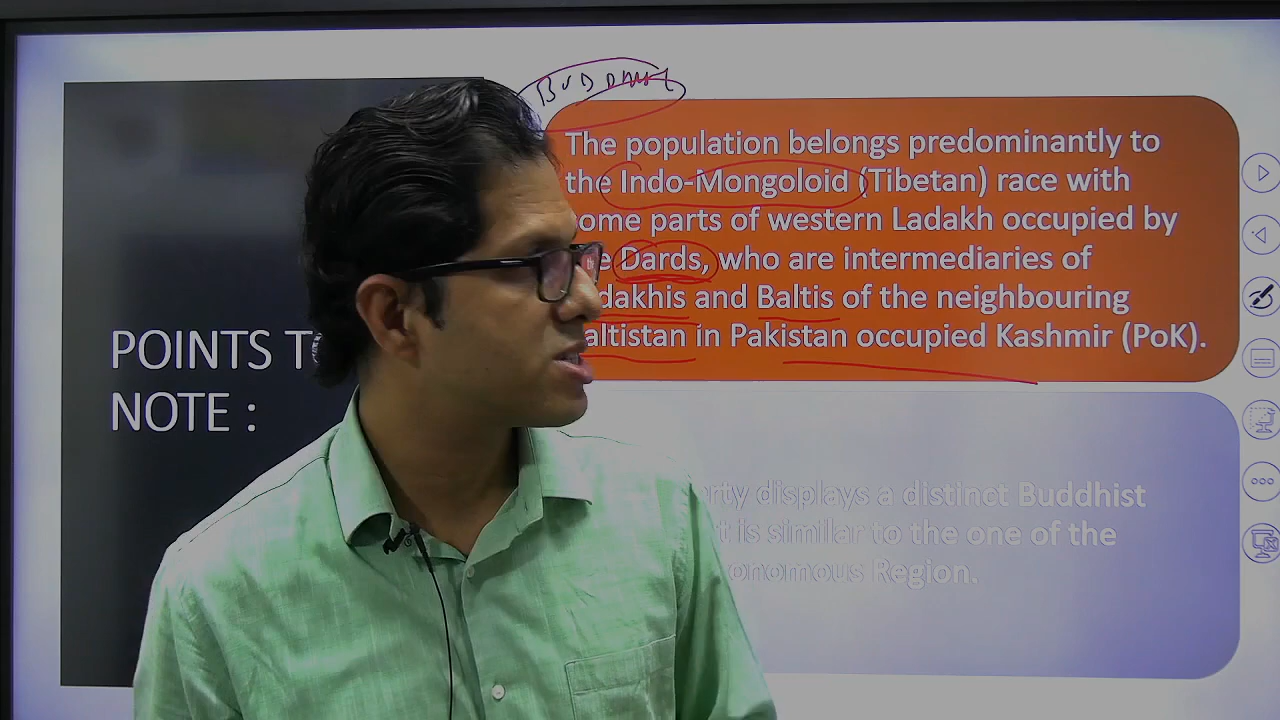 BUDDHIST
The population belongs predominantly to
the Indo-Mongoloid (Tibetan) race with
some parts of western Ladakh occupied by
Dards, who are intermediaries of
dakhis and Baltis of the neighbouring
altistan in Pakistan occupied Kashmir (PoK).
POINTS T
NOTE :
rty displays a distinct Buddhist
t is similar to the one of the
onomous Region.